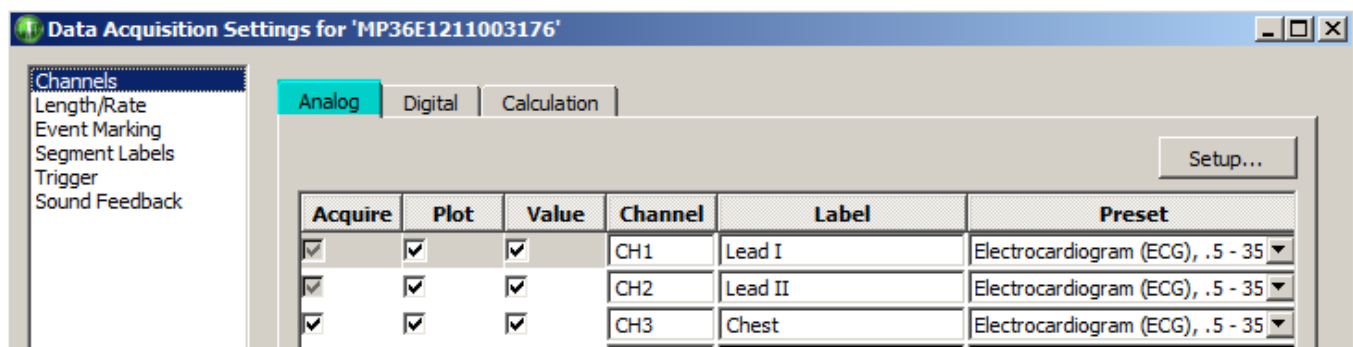 Data Acquisition Settings for 'MP36E1211003176'
Channels
Length/Rate
Event Marking
Segment Labels
Trigger
Sound Feedback
Analog Digital Calculation
Setup...
Acquire Plot Value Channel Label Preset
CH1 Lead I Electrocardiogram (ECG), .5 - 35
CH2 Lead II Electrocardiogram (ECG), .5 - 35
CH3 Chest Electrocardiogram (ECG), .5 - 35